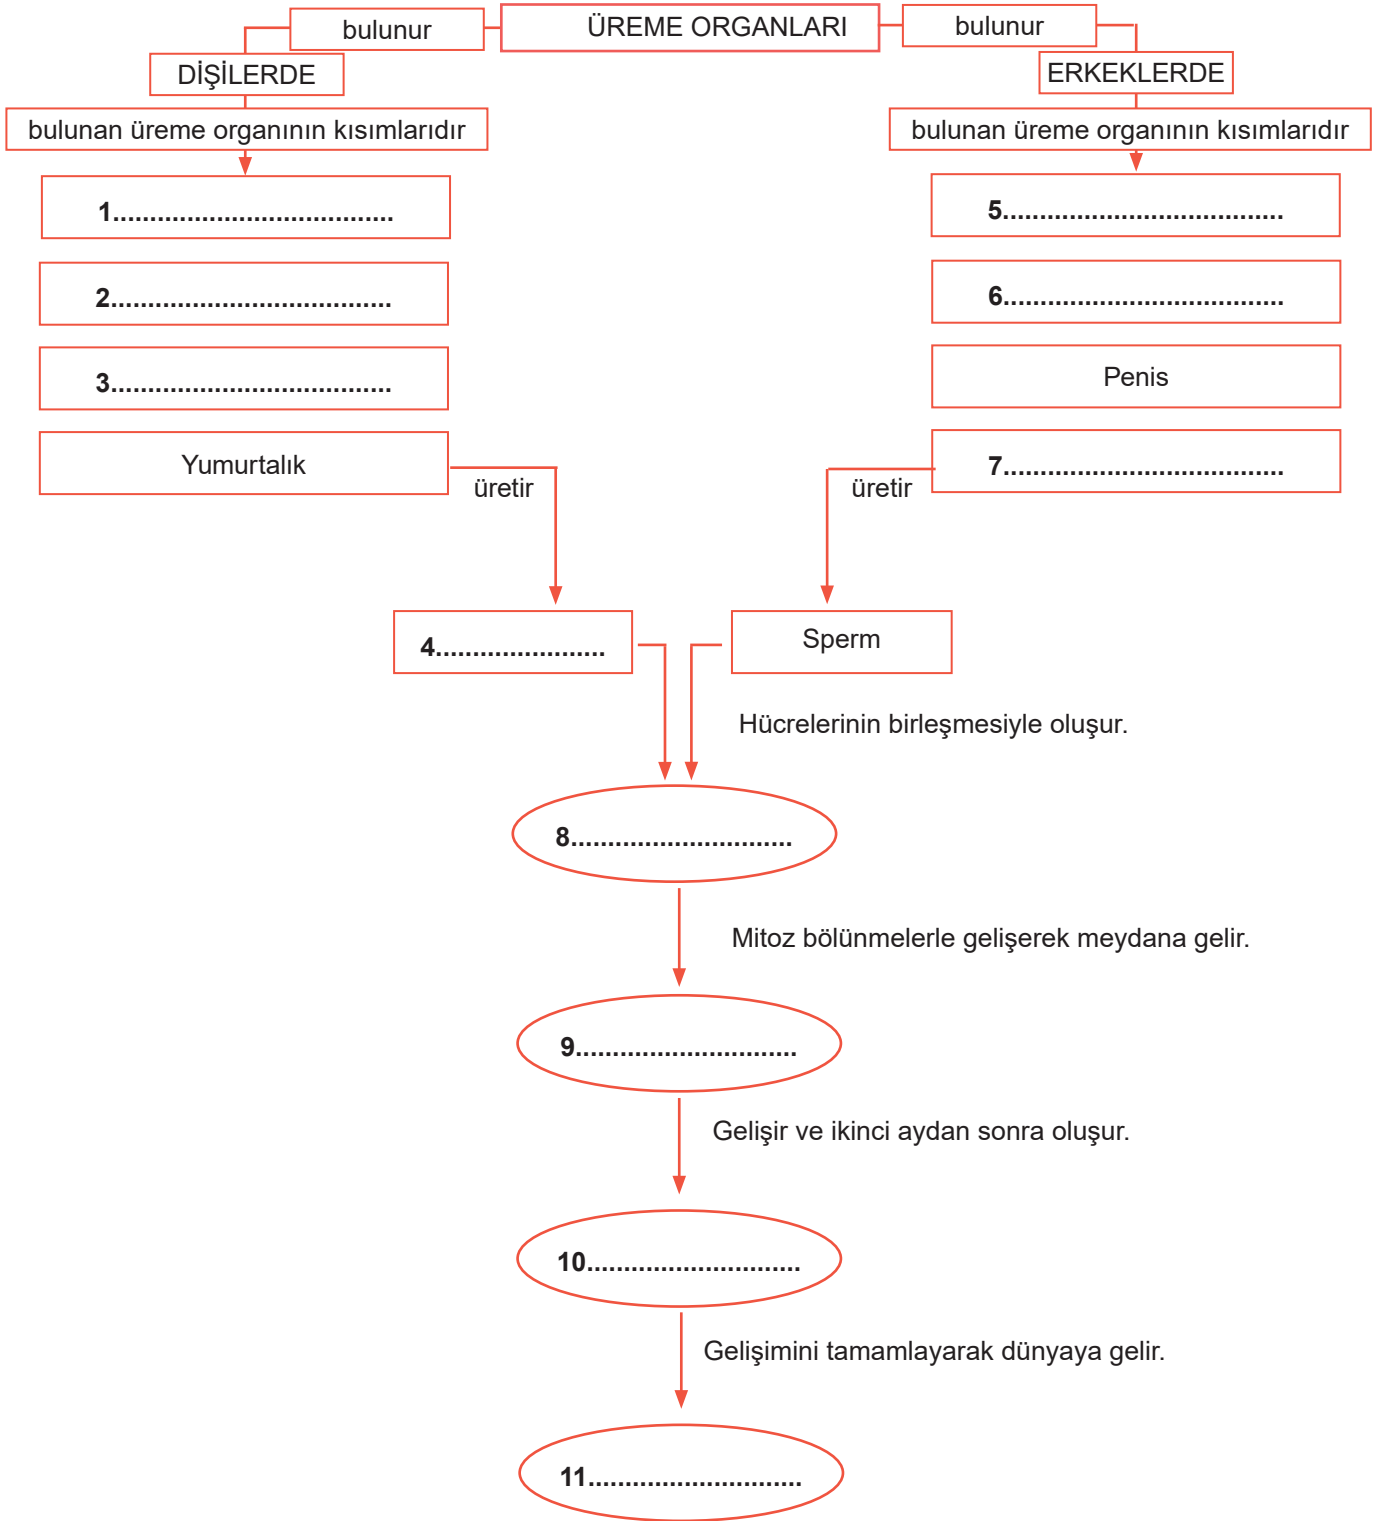 bulunur
ÜREME ORGANLARI
bulunur
DİŞİLERDE
ERKEKLERDE
bulunan üreme organının kısımlarıdır
bulunan üreme organının kısımlarıdır
1......................................
5......................................
2......................................
6......................................
3......................................
Penis
Yumurtalık
7......................................
üretir
üretir
4.......................
Sperm
Hücrelerinin birleşmesiyle oluşur.
8..............................
Mitoz bölünmelerle gelişerek meydana gelir.
9..............................
Gelişir ve ikinci aydan sonra oluşur.
10.............................
Gelişimini tamamlayarak dünyaya gelir.
11.............................